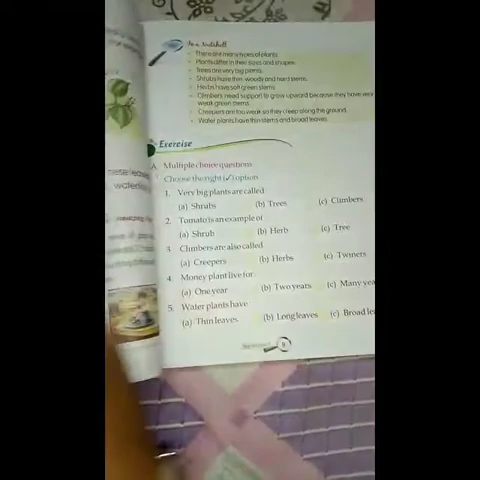 In a Nutshell
There are many types of plants.
Plants differ in their sizes and shapes.
Trees are very big plants.
Shrubs have thin woody and hard stems.
Herbs have soft green stems.
Climbers need support to grow upward because they have very
weak green stems.
Creepers are too weak so they creep along the ground.
Water plants have thin stems and broad leaves.
Exercise
A. Multiple choice questions
Choose the right (✓) option
1. Very big plants are called
(a) Shrubs (b) Trees (c) Climbers
2. Tomato is an example of
(a) Shrub (b) Herb (c) Tree
3. Climbers are also called
(a) Creepers (b) Herbs (c) Twiners
4. Money plant live for
(a) One year (b) Two years (c) Many yea
5. Water plants have
(a) Thin leaves (b) Long leaves (c) Broad le